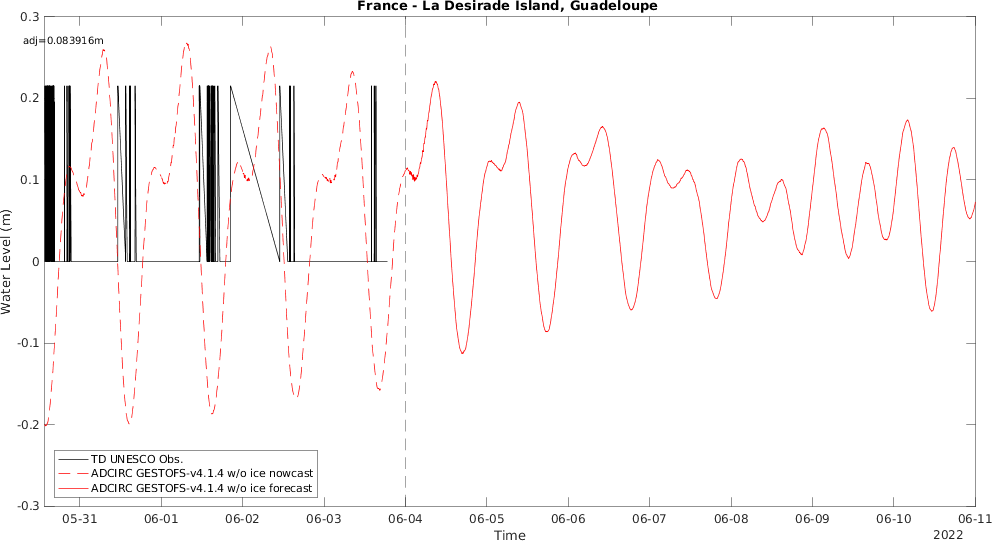 France - La Desirade Island, Guadeloupe
adj=0.083916m
0.3
0.2
0.1
0
-0.1
-0.2
-0.3
Water Level (m)
TD UNESCO Obs.
ADCIRC GESTOFS-v4.1.4 w/o ice nowcast
ADCIRC GESTOFS-v4.1.4 w/o ice forecast
05-31 06-01 06-02 06-03 06-04 06-05 06-06 06-07 06-08 06-09 06-10 06-11
Time
2022